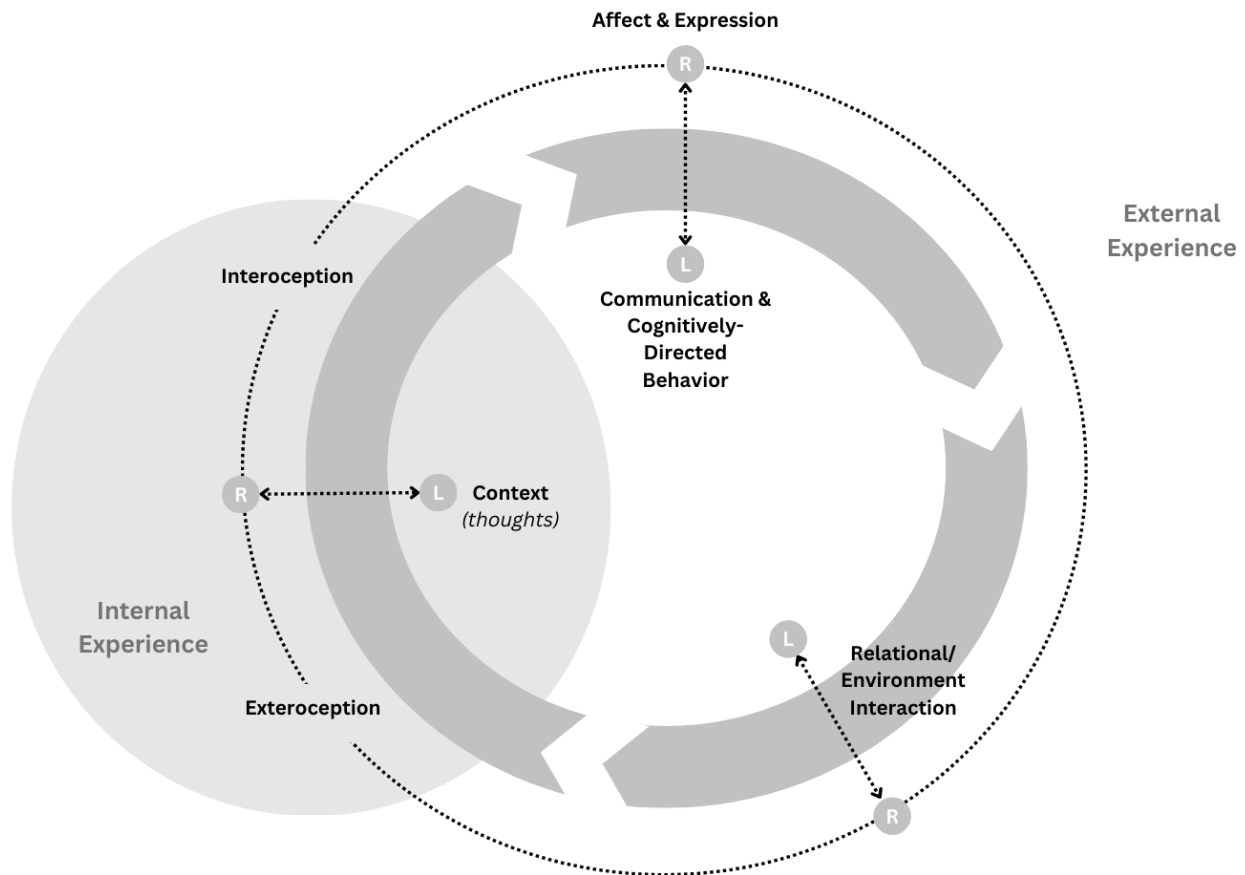 Affect & Expression
R
External
Experience
L
Interoception
Communication &
Cognitively-
Directed
Behavior
R
L
Context
(thoughts)
Internal
Experience
L
Relational/
Environment
Interaction
Exteroception
R